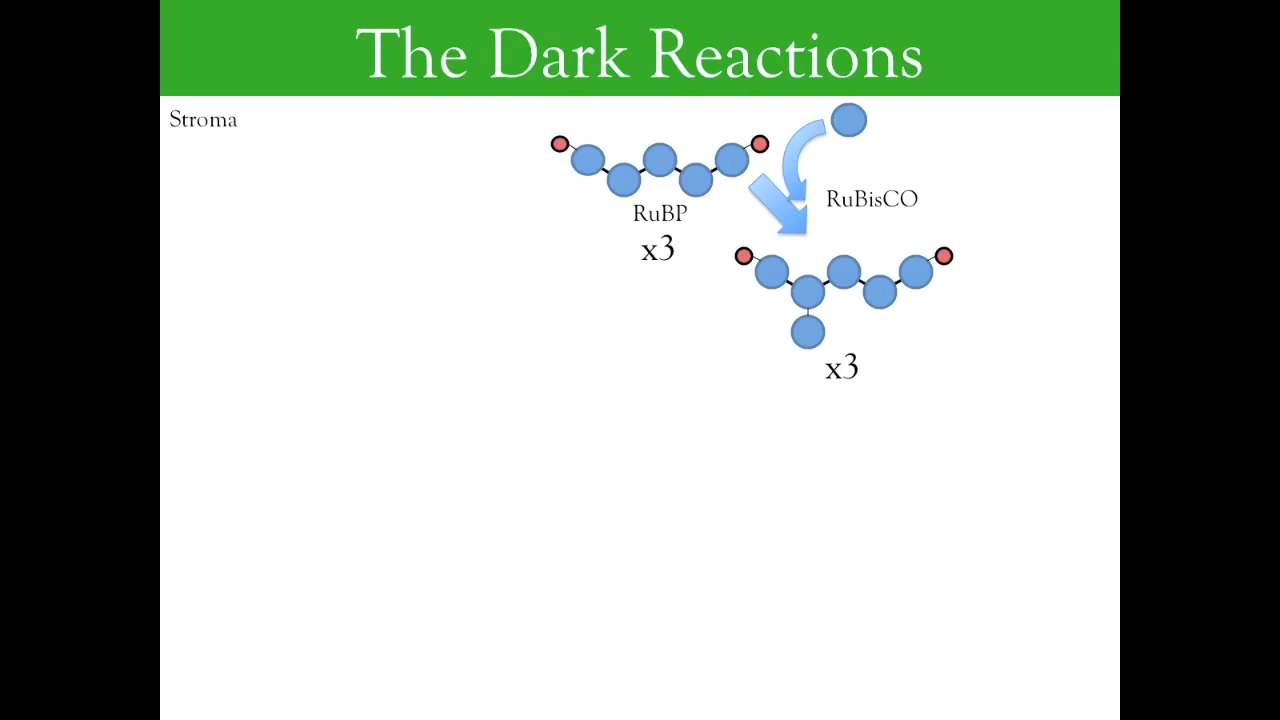 The Dark Reactions
Stroma
RuBisCO
RuBP
x3
x3